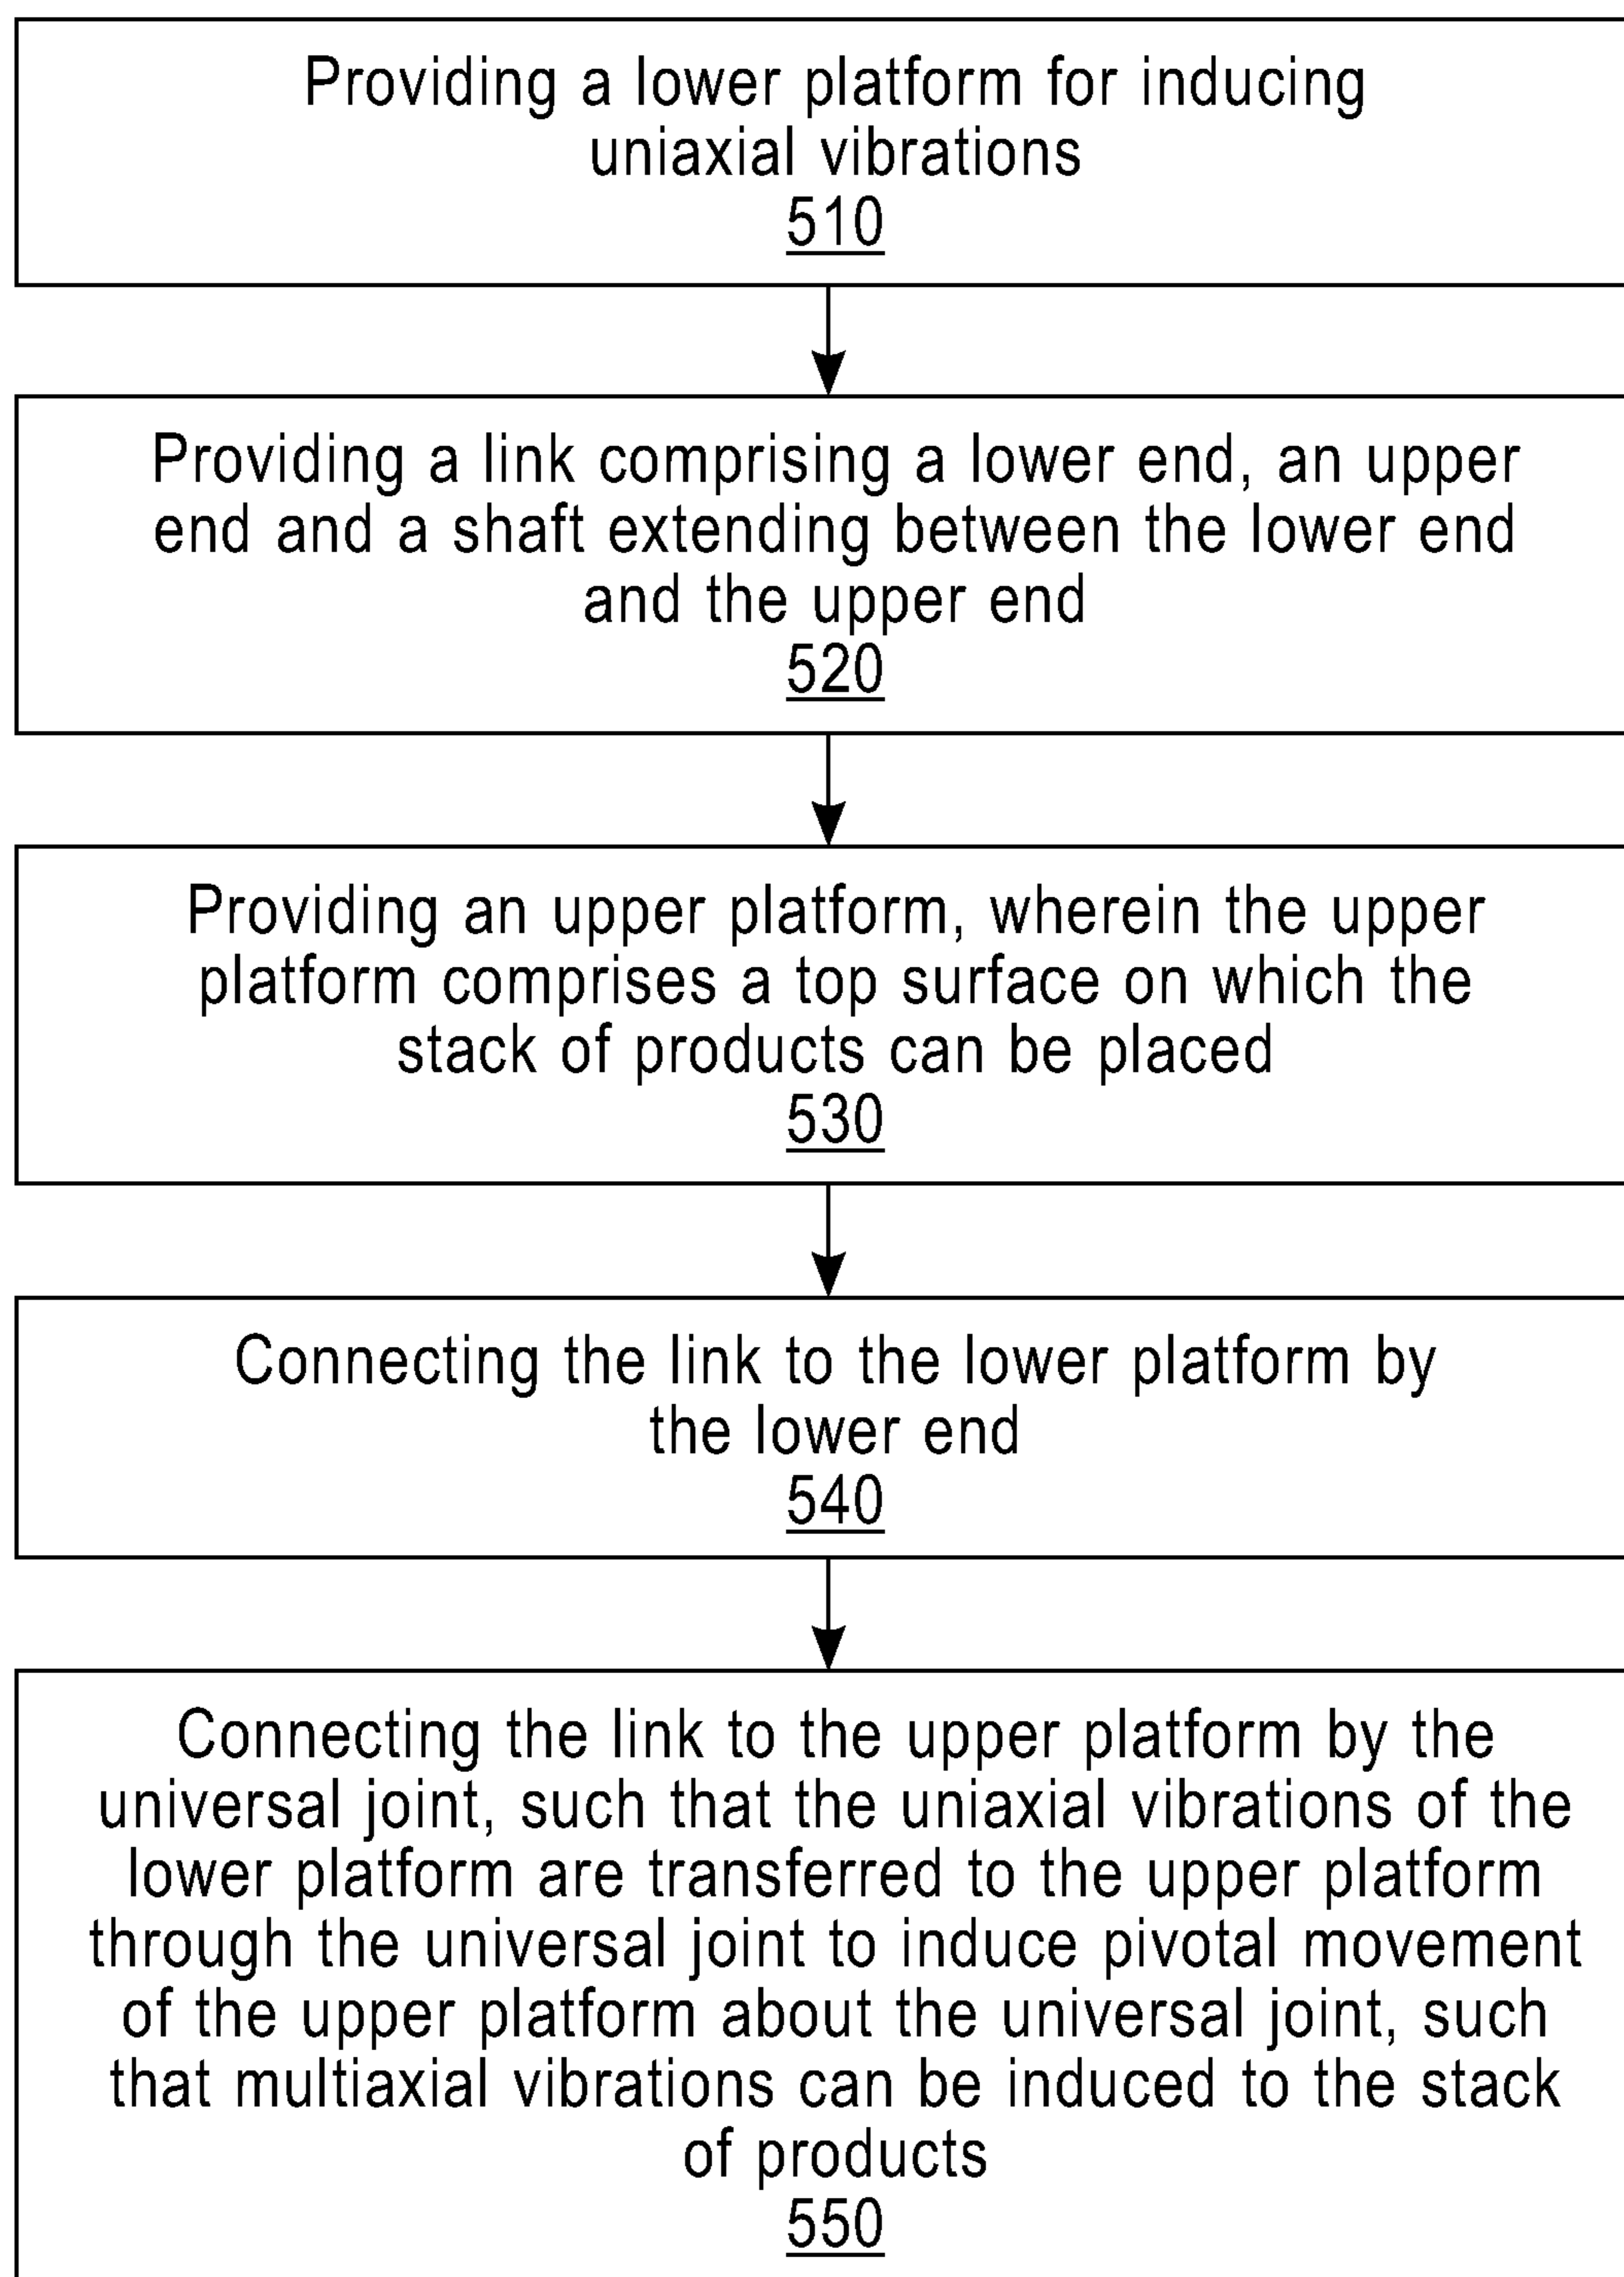 Providing a lower platform for inducing
uniaxial vibrations
510
Providing a link comprising a lower end, an upper
end and a shaft extending between the lower end
and the upper end
520
Providing an upper platform, wherein the upper
platform comprises a top surface on which the
stack of products can be placed
530
Connecting the link to the lower platform by
the lower end
540
Connecting the link to the upper platform by the
universal joint, such that the uniaxial vibrations of the
lower platform are transferred to the upper platform
through the universal joint to induce pivotal movement
of the upper platform about the universal joint, such
that multiaxial vibrations can be induced to the stack
of products
550